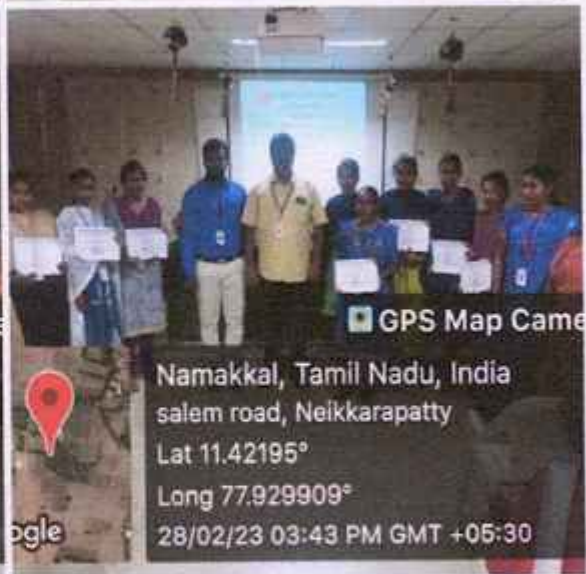 GPS Map Came
Namakkal, Tamil Nadu, India
salem road, Neikkarapatty
Lat 11.42195°
Long 77.929909°
28/02/23 03:43 PM GMT +05:30
ogle